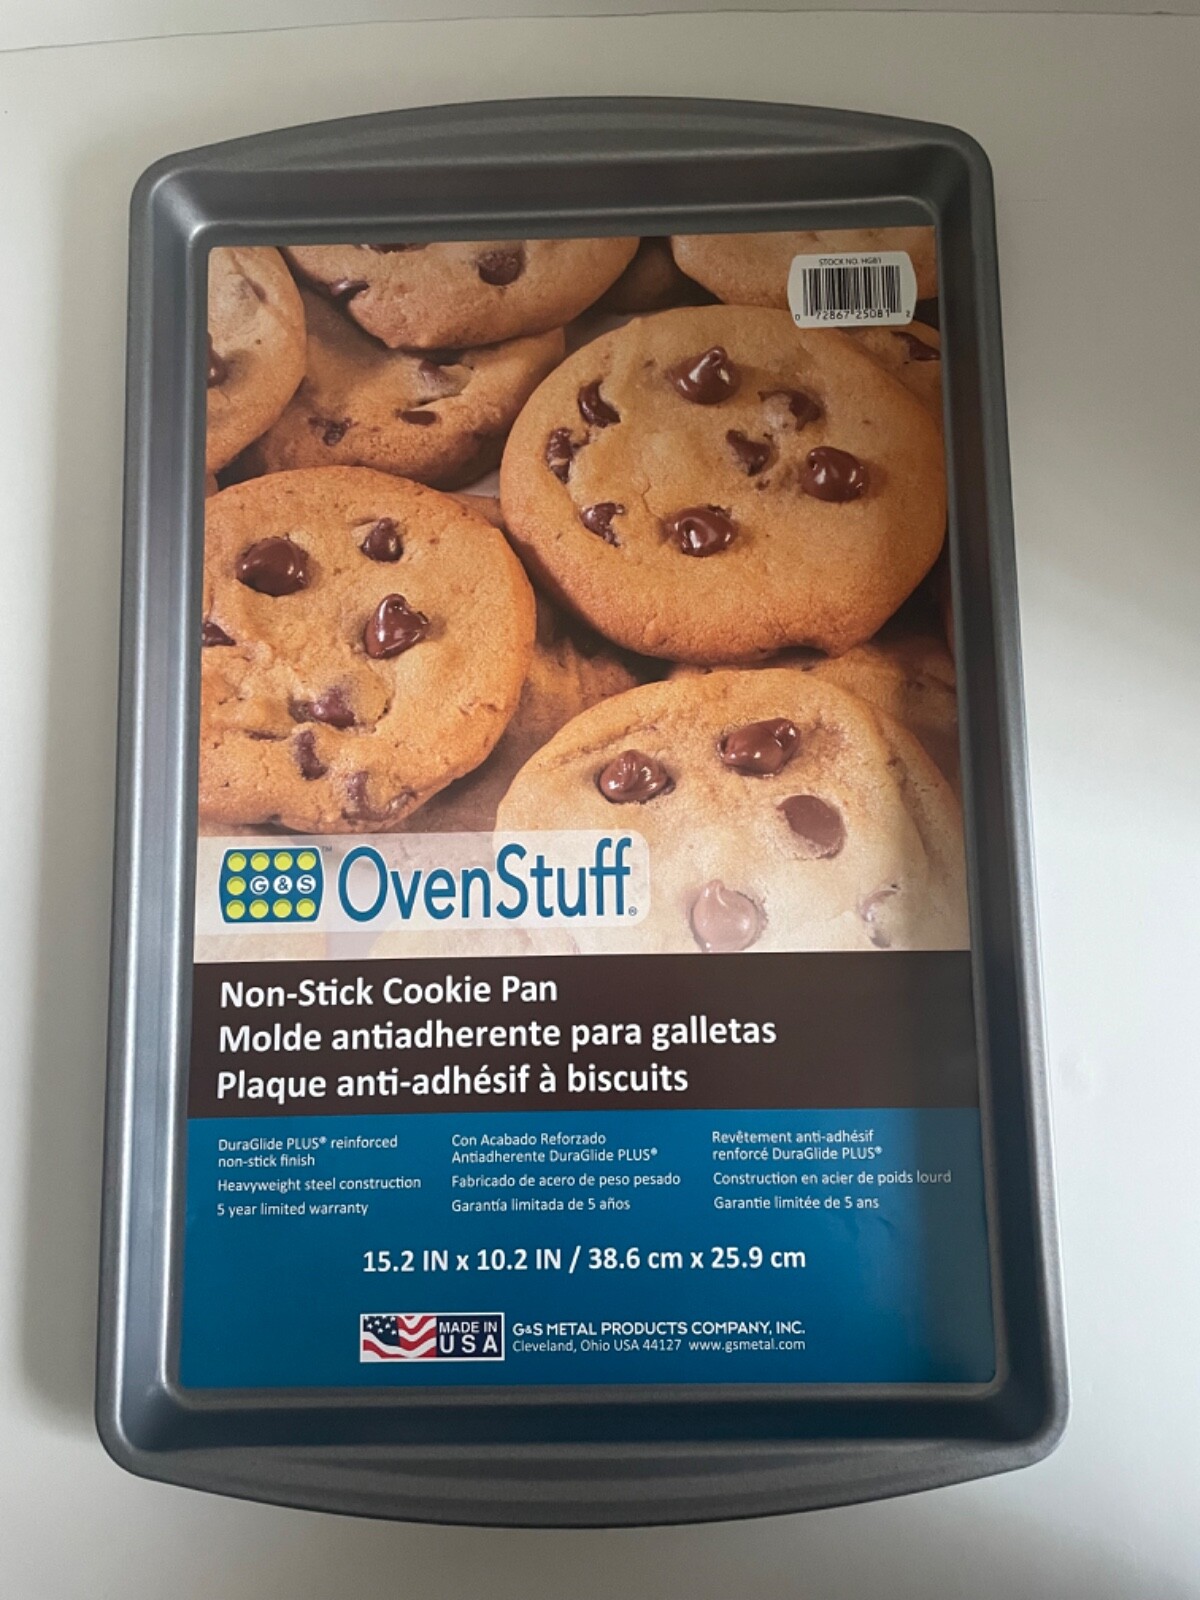 STOCK NO. HG81
0 72867 25081 2
G & S ™ OvenStuff®
Non-Stick Cookie Pan
Molde antiadherente para galletas
Plaque anti-adhésif à biscuits
DuraGlide PLUS® reinforced
non-stick finish
Heavyweight steel construction
5 year limited warranty
Con Acabado Reforzado
Antiadherente DuraGlide PLUS®
Fabricado de acero de peso pesado
Garantía limitada de 5 años
Revêtement anti-adhésif
renforcé DuraGlide PLUS®
Construction en acier de poids lourd
Garantie limitée de 5 ans
15.2 IN x 10.2 IN / 38.6 cm x 25.9 cm
MADE IN
USA
G&S METAL PRODUCTS COMPANY, INC.
Cleveland, Ohio USA 44127 www.gsmetal.com